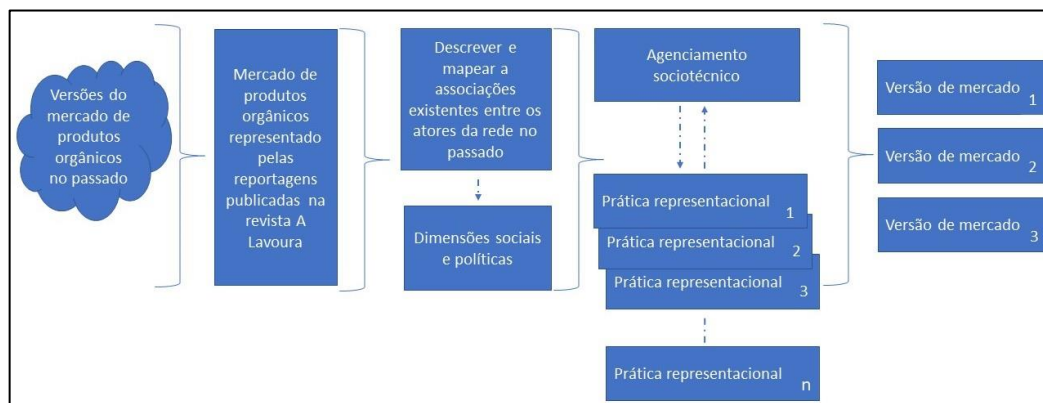 Versões do
mercado de
produtos
orgânicos
no passado
Mercado de
produtos
orgânicos
representado
pelas
reportagens
publicadas na
revista A
Lavoura
Descrever e
mapear a
associações
existentes entre os
atores da rede no
passado
Dimensões sociais
e políticas
Agenciamento
sociotécnico
Prática representacional 1
Prática representacional 2
Prática representacional 3
Prática representacional n
Versão de mercado 1
Versão de mercado 2
Versão de mercado 3